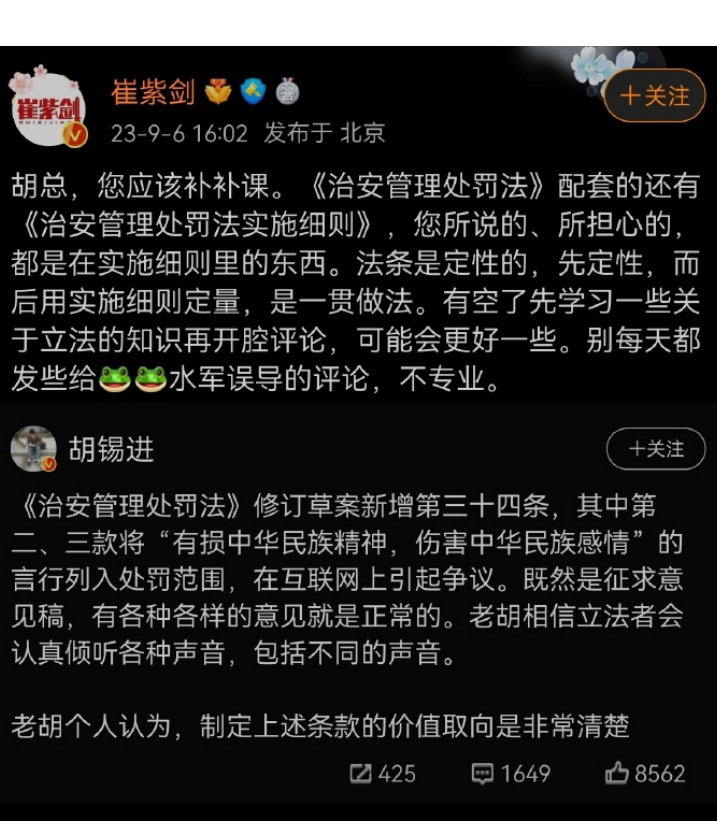 崔紫剑
崔紫剑
+关注
23-9-6 16:02 发布于 北京
胡总，您应该补补课。《治安管理处罚法》配套的还有
《治安管理处罚法实施细则》，您所说的、所担心的，
都是在实施细则里的东西。法条是定性的，先定性，而
后用实施细则定量，是一贯做法。有空了先学习一些关
于立法的知识再开腔评论，可能会更好一些。别每天都
发些给🐸🐸水军误导的评论，不专业。
胡锡进
+关注
《治安管理处罚法》修订草案新增第三十四条，其中第
二、三款将“有损中华民族精神，伤害中华民族感情”的
言行列入处罚范围，在互联网上引起争议。既然是征求意
见稿，有各种各样的意见就是正常的。老胡相信立法者会
认真倾听各种声音，包括不同的声音。
老胡个人认为，制定上述条款的价值取向是非常清楚
425 1649 8562